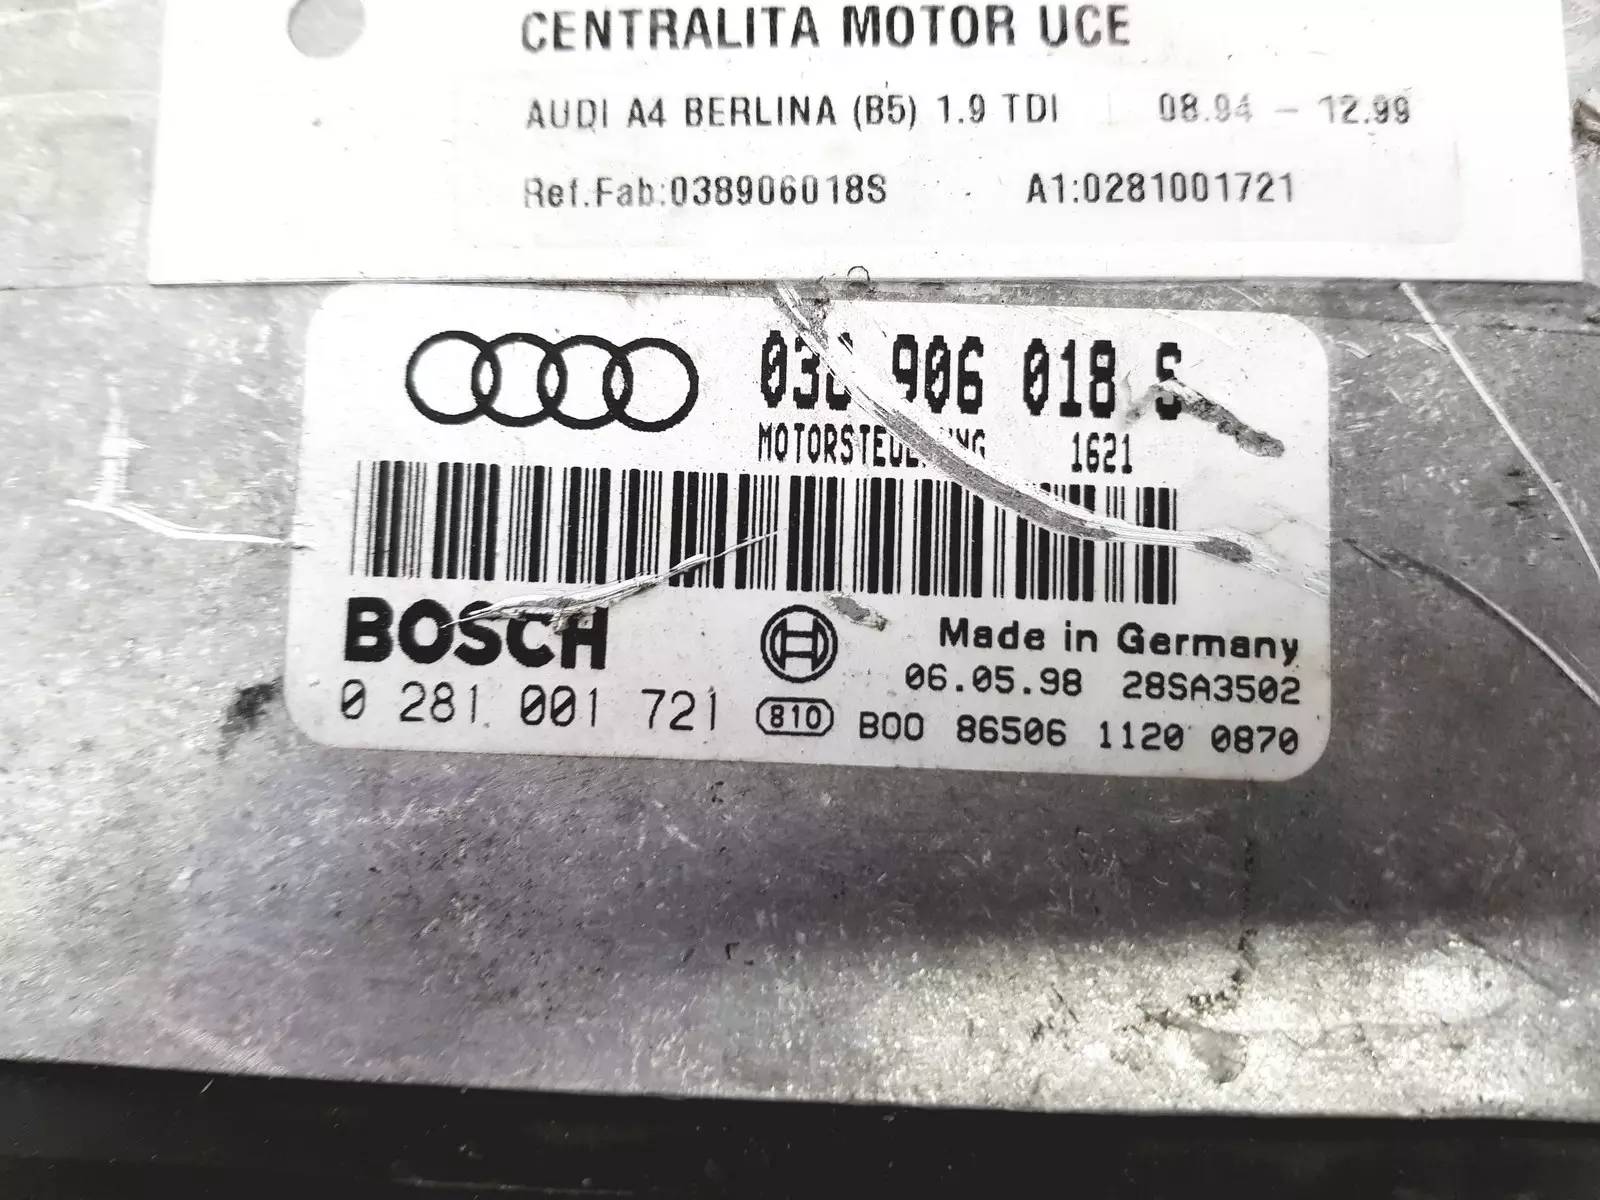 CENTRALITA MOTOR UCE
AUDI A4 BERLINA (B5) 1.9 TDI 08.94 - 12.99
Ref.Fab:038906018S A1:0281001721
038 906 018 S
1621
BOSCH
Made in Germany
06.05.98 28SA3502
0 281 001 721 810 B00 86506 1120 0870